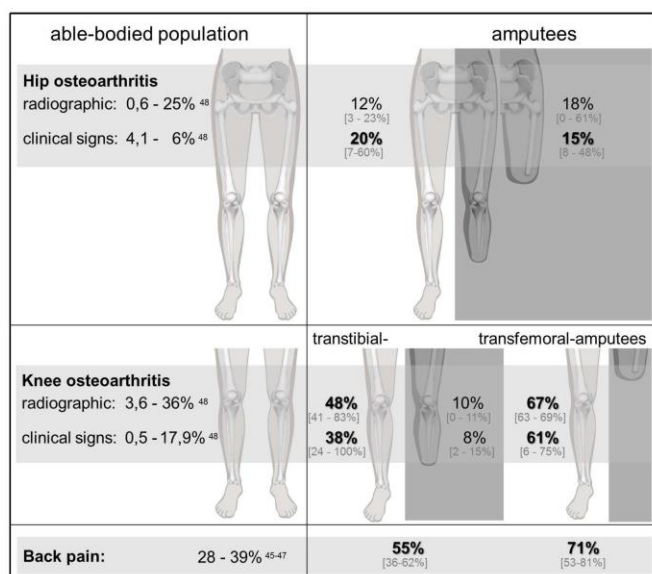 able-bodied population amputees
Hip osteoarthritis
radiographic: 0,6 - 25% 48 12% 18%
[3 - 23%] [0 - 61%]
clinical signs: 4,1 - 6% 48 20% 15%
[7-60%] [8 - 48%]
transtibial- transfemoral-amputees
Knee osteoarthritis
radiographic: 3,6 - 36% 48 48% 10% 67%
[41 - 83%] [0 - 11%] [63 - 69%]
clinical signs: 0,5 - 17,9% 48 38% 8% 61%
[24 - 100%] [2 - 15%] [6 - 75%]
Back pain: 28 - 39% 45-47 55% 71%
[36-62%] [53-81%]